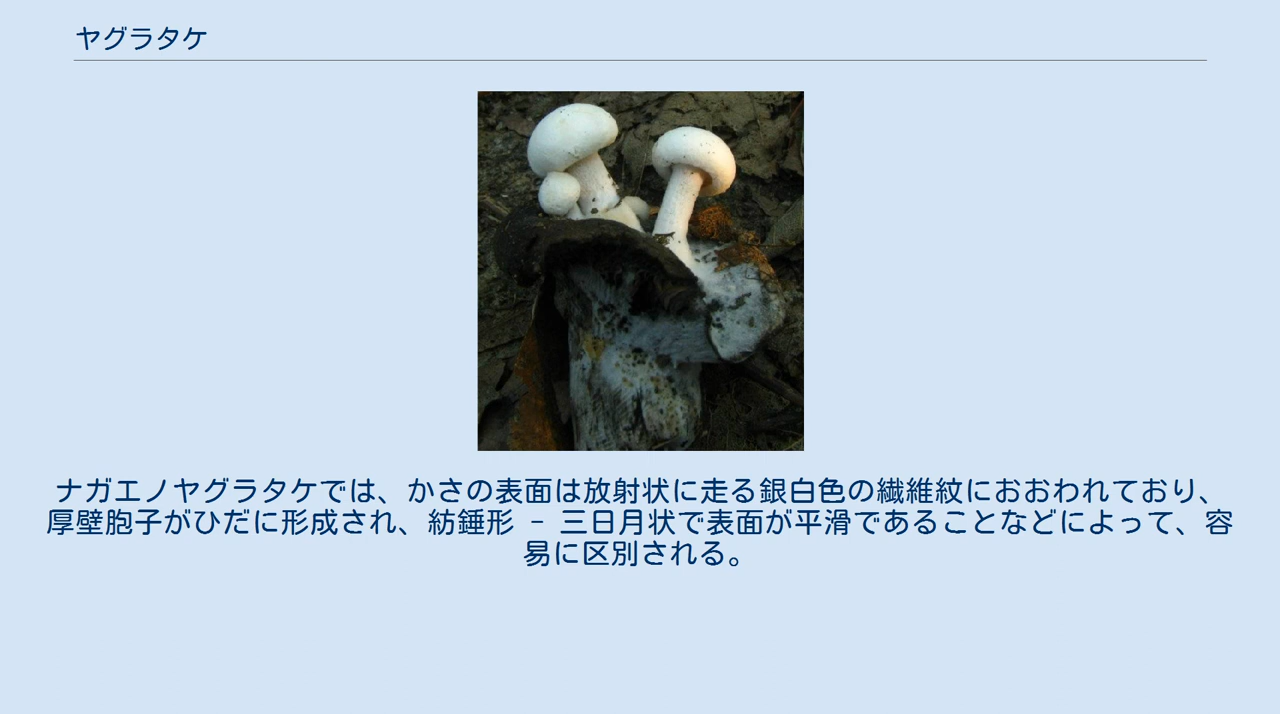 ヤグラタケ
ナガエノヤグラタケでは、かさの表面は放射状に走る銀白色の繊維紋におおわれており、
厚壁胞子がひだに形成され、紡錘形 - 三日月状で表面が平滑であることなどによって、容
易に区別される。